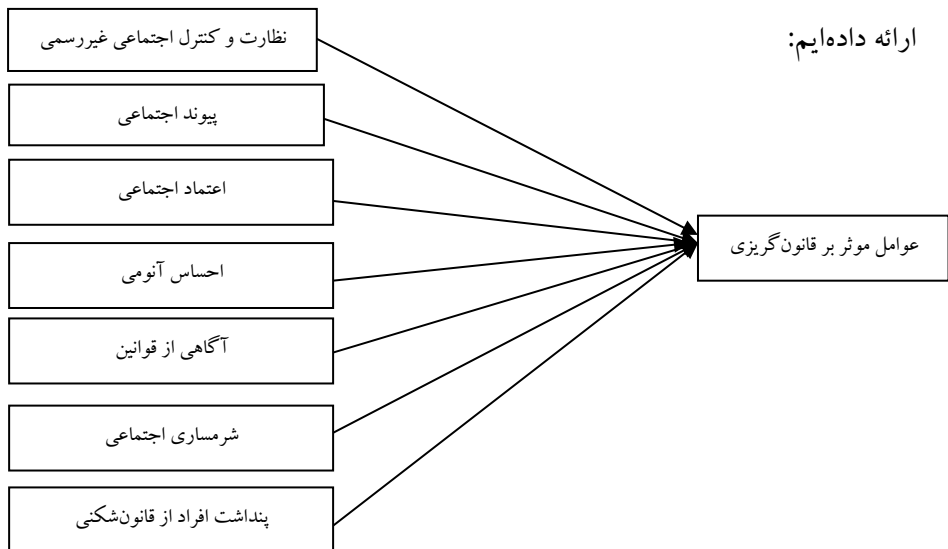 ارائه داده‌ایم:
نظارت و کنترل اجتماعی غیررسمی
پیوند اجتماعی
اعتماد اجتماعی
احساس آنومی
آگاهی از قوانین
شرمساری اجتماعی
پنداشت افراد از قانون‌شکنی
عوامل موثر بر قانون‌گریزی